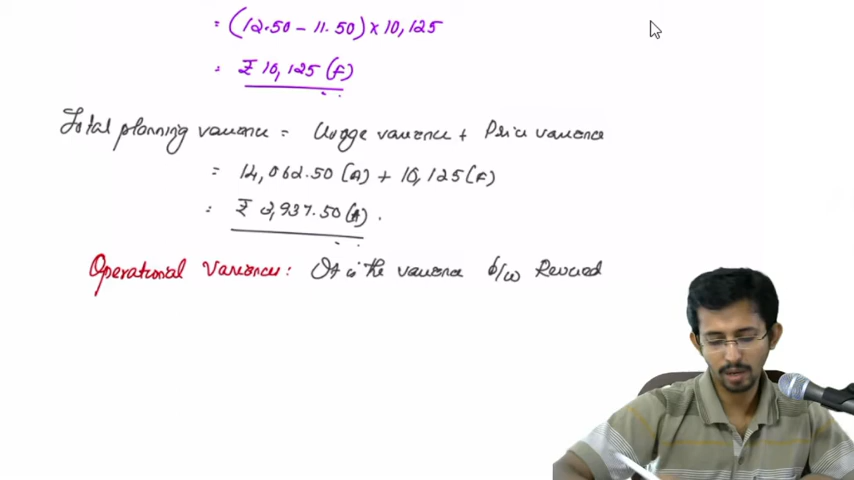 = (12.50 - 11.50) × 10,125
= ₹ 10,125 (F)
Total planning variance = Usage variance + Price variance
= 14,062.50 (A) + 10,125 (F)
= ₹ 3,937.50 (A).
Operational Variances: It is the variance b/w Revised